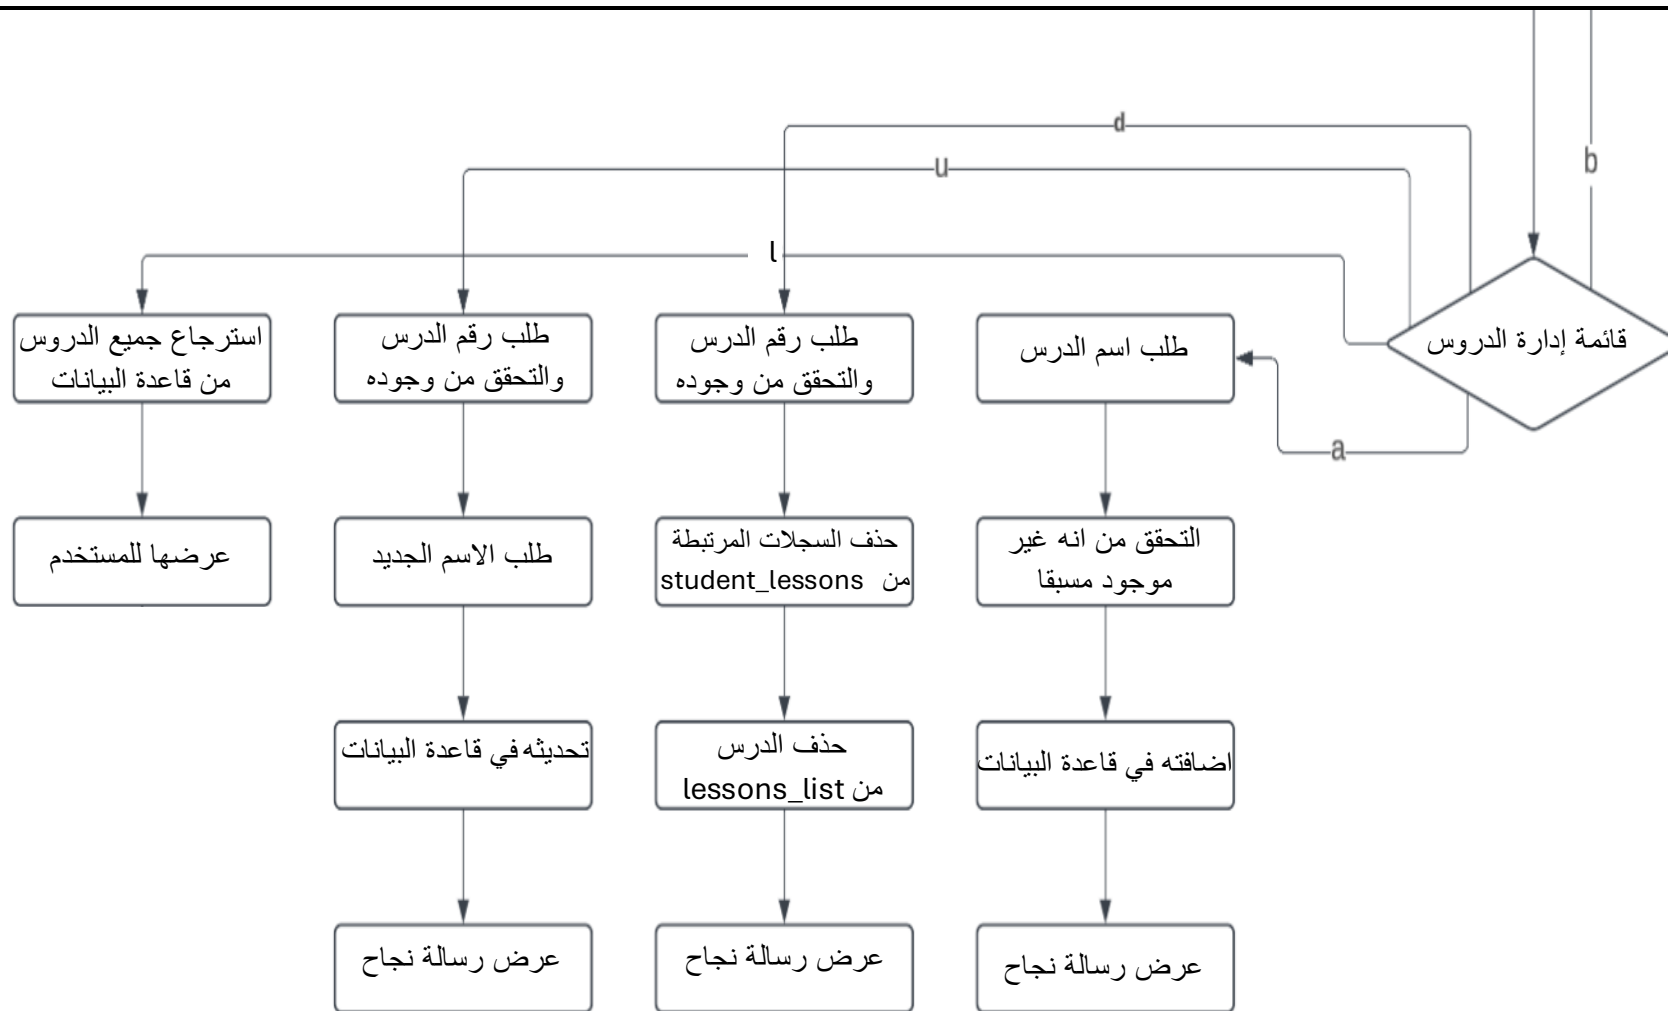 d
u
b
l
قائمة إدارة الدروس
a
طلب اسم الدرس
طلب رقم الدرس
والتحقق من وجوده
طلب رقم الدرس
والتحقق من وجوده
استرجاع جميع الدروس
من قاعدة البيانات
التحقق من انه غير
موجود مسبقا
حذف السجلات المرتبطة
من student_lessons
طلب الاسم الجديد
عرضها للمستخدم
اضافته في قاعدة البيانات
حذف الدرس
من lessons_list
تحديثه في قاعدة البيانات
عرض رسالة نجاح
عرض رسالة نجاح
عرض رسالة نجاح